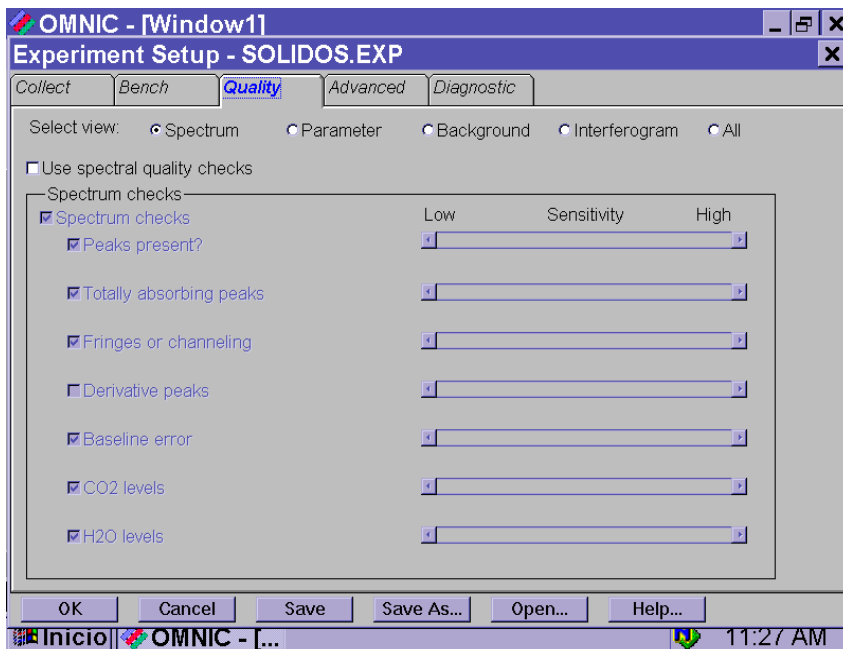 OMNIC - [Window1]
Experiment Setup - SOLIDOS.EXP
Collect Bench Quality Advanced Diagnostic
Select view: Spectrum Parameter Background Interferogram All
Use spectral quality checks
Spectrum checks
Spectrum checks Low Sensitivity High
Peaks present?
Totally absorbing peaks
Fringes or channeling
Derivative peaks
Baseline error
CO2 levels
H2O levels
OK Cancel Save Save As... Open... Help...
Inicio OMNIC - [... 11:27 AM